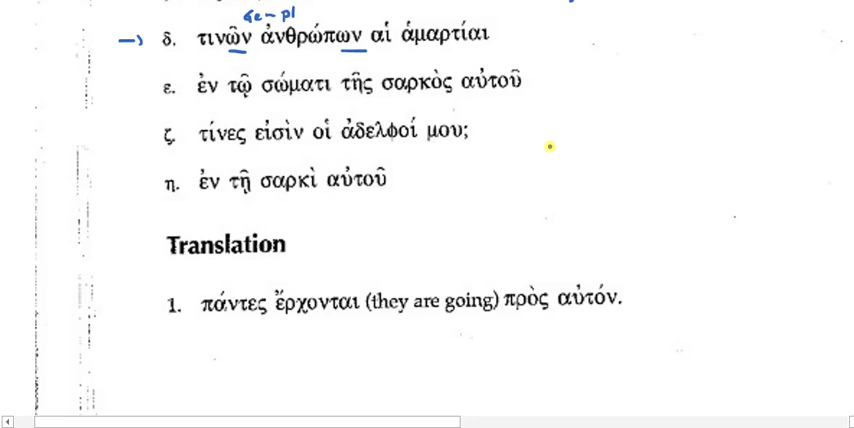 Ge - pl
→ δ. τινῶν ἀνθρώπων αἱ ἁμαρτίαι
ε. ἐν τῷ σώματι τῆς σαρκὸς αὐτοῦ
ζ. τίνες εἰσὶν οἱ ἀδελφοί μου;
η. ἐν τῇ σαρκὶ αὐτοῦ
Translation
1. πάντες ἔρχονται (they are going) πρὸς αὐτόν.